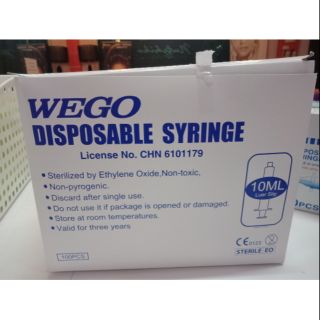 WEGO
DISPOSABLE SYRINGE
License No. CHN 6101179
• Sterilized by Ethylene Oxide,Non-toxic,
• Non-pyrogenic.
• Discard after single use.
• Do not use it if package is opened or damaged.
• Store at room temperatures.
• Valid for three years
10ML
Luer Slip
CE 0123
STERILE-EO
100PCS